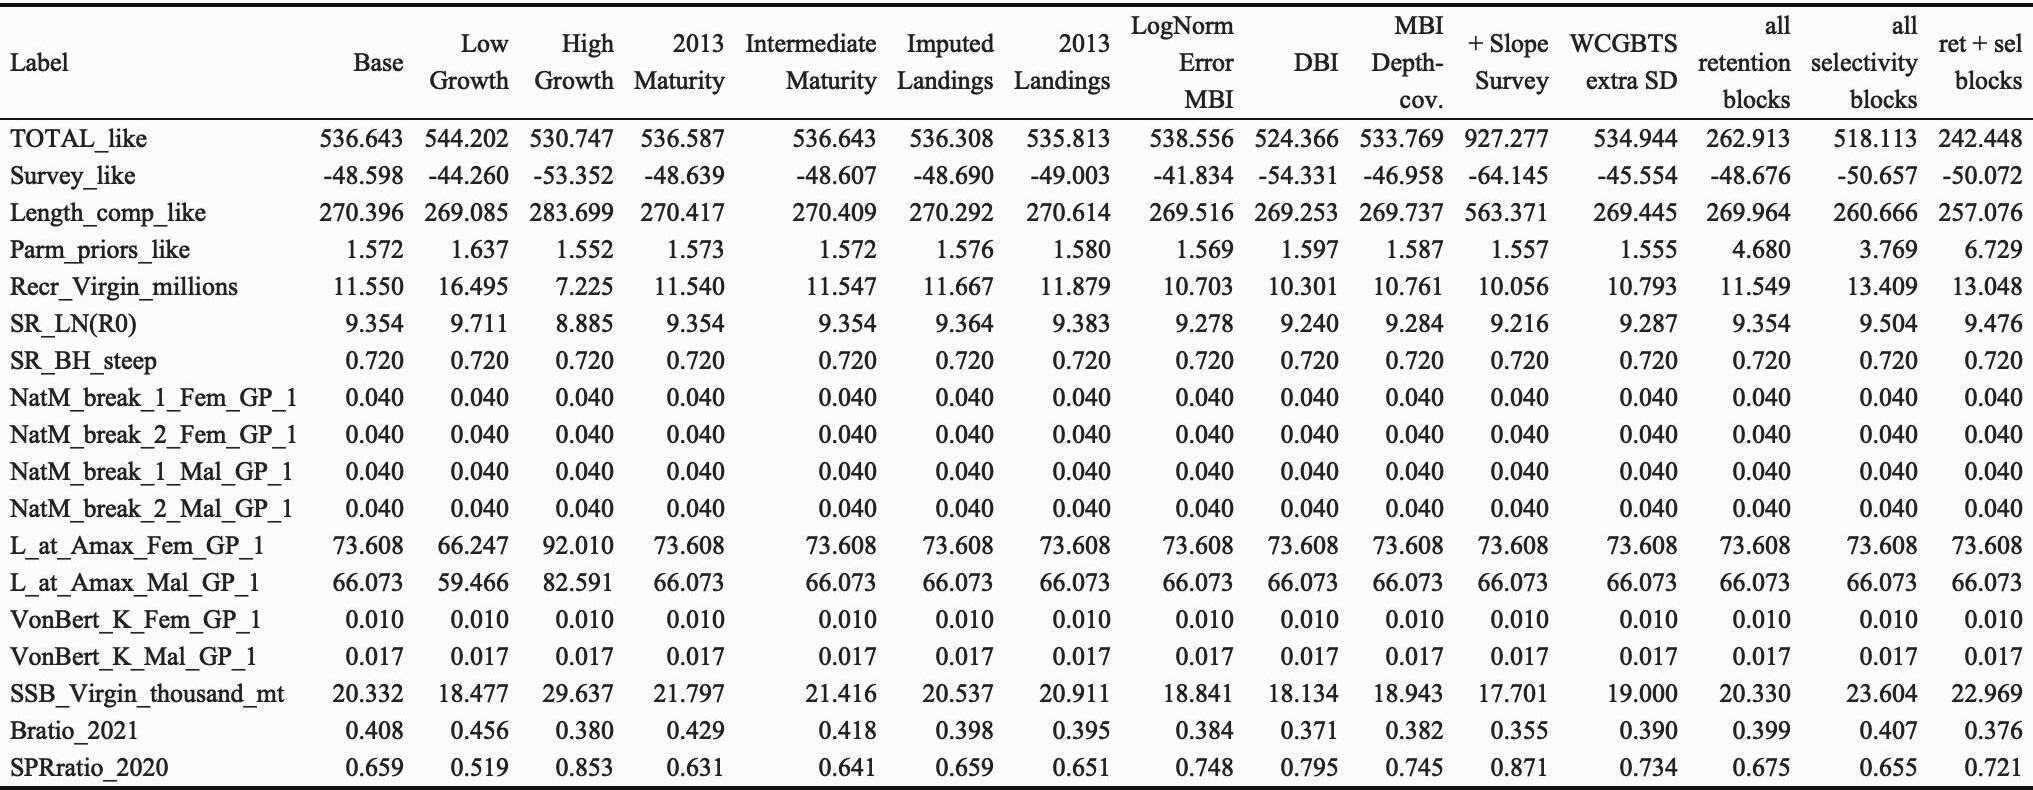 Label Base Low Growth High Growth 2013 Maturity Intermediate Maturity Imputed Landings 2013 Landings LogNorm Error MBI DBI MBI Depth-cov. + Slope Survey WCGBTS extra SD all retention blocks all selectivity blocks ret + sel blocks
TOTAL_like 536.643 544.202 530.747 536.587 536.643 536.308 535.813 538.556 524.366 533.769 927.277 534.944 262.913 518.113 242.448
Survey_like -48.598 -44.260 -53.352 -48.639 -48.607 -48.690 -49.003 -41.834 -54.331 -46.958 -64.145 -45.554 -48.676 -50.657 -50.072
Length_comp_like 270.396 269.085 283.699 270.417 270.409 270.292 270.614 269.516 269.253 269.737 563.371 269.445 269.964 260.666 257.076
Parm_priors_like 1.572 1.637 1.552 1.573 1.572 1.576 1.580 1.569 1.597 1.587 1.557 1.555 4.680 3.769 6.729
Recr_Virgin_millions 11.550 16.495 7.225 11.540 11.547 11.667 11.879 10.703 10.301 10.761 10.056 10.793 11.549 13.409 13.048
SR_LN(R0) 9.354 9.711 8.885 9.354 9.354 9.364 9.383 9.278 9.240 9.284 9.216 9.287 9.354 9.504 9.476
SR_BH_steep 0.720 0.720 0.720 0.720 0.720 0.720 0.720 0.720 0.720 0.720 0.720 0.720 0.720 0.720 0.720
NatM_break_1_Fem_GP_1 0.040 0.040 0.040 0.040 0.040 0.040 0.040 0.040 0.040 0.040 0.040 0.040 0.040 0.040 0.040
NatM_break_2_Fem_GP_1 0.040 0.040 0.040 0.040 0.040 0.040 0.040 0.040 0.040 0.040 0.040 0.040 0.040 0.040 0.040
NatM_break_1_Mal_GP_1 0.040 0.040 0.040 0.040 0.040 0.040 0.040 0.040 0.040 0.040 0.040 0.040 0.040 0.040 0.040
NatM_break_2_Mal_GP_1 0.040 0.040 0.040 0.040 0.040 0.040 0.040 0.040 0.040 0.040 0.040 0.040 0.040 0.040 0.040
L_at_Amax_Fem_GP_1 73.608 66.247 92.010 73.608 73.608 73.608 73.608 73.608 73.608 73.608 73.608 73.608 73.608 73.608 73.608
L_at_Amax_Mal_GP_1 66.073 59.466 82.591 66.073 66.073 66.073 66.073 66.073 66.073 66.073 66.073 66.073 66.073 66.073 66.073
VonBert_K_Fem_GP_1 0.010 0.010 0.010 0.010 0.010 0.010 0.010 0.010 0.010 0.010 0.010 0.010 0.010 0.010 0.010
VonBert_K_Mal_GP_1 0.017 0.017 0.017 0.017 0.017 0.017 0.017 0.017 0.017 0.017 0.017 0.017 0.017 0.017 0.017
SSB_Virgin_thousand_mt 20.332 18.477 29.637 21.797 21.416 20.537 20.911 18.841 18.134 18.943 17.701 19.000 20.330 23.604 22.969
Bratio_2021 0.408 0.456 0.380 0.429 0.418 0.398 0.395 0.384 0.371 0.382 0.355 0.390 0.399 0.407 0.376
SPRratio_2020 0.659 0.519 0.853 0.631 0.641 0.659 0.651 0.748 0.795 0.745 0.871 0.734 0.675 0.655 0.721